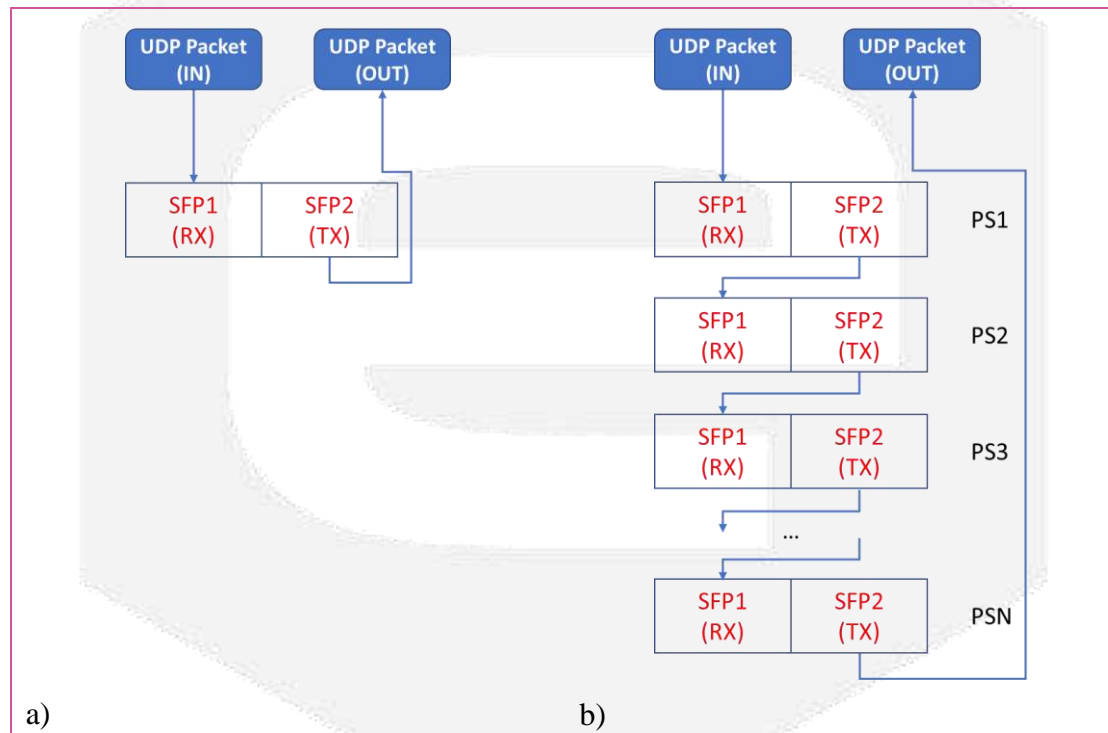 UDP Packet
(IN)
UDP Packet
(OUT)
SFP1
(RX)
SFP2
(TX)
a)
UDP Packet
(IN)
UDP Packet
(OUT)
SFP1
(RX)
SFP2
(TX)
PS1
SFP1
(RX)
SFP2
(TX)
PS2
SFP1
(RX)
SFP2
(TX)
PS3
...
SFP1
(RX)
SFP2
(TX)
PSN
b)